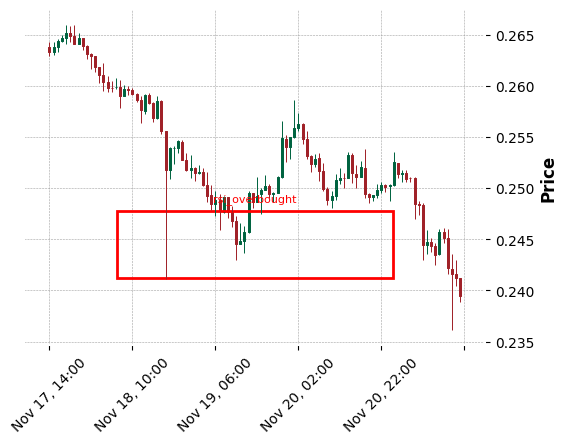 0.265
0.260
0.255
0.250
0.245
0.240
0.235
Price
overbought
Nov 17, 14:00
Nov 18, 10:00
Nov 19, 06:00
Nov 20, 02:00
Nov 20, 22:00